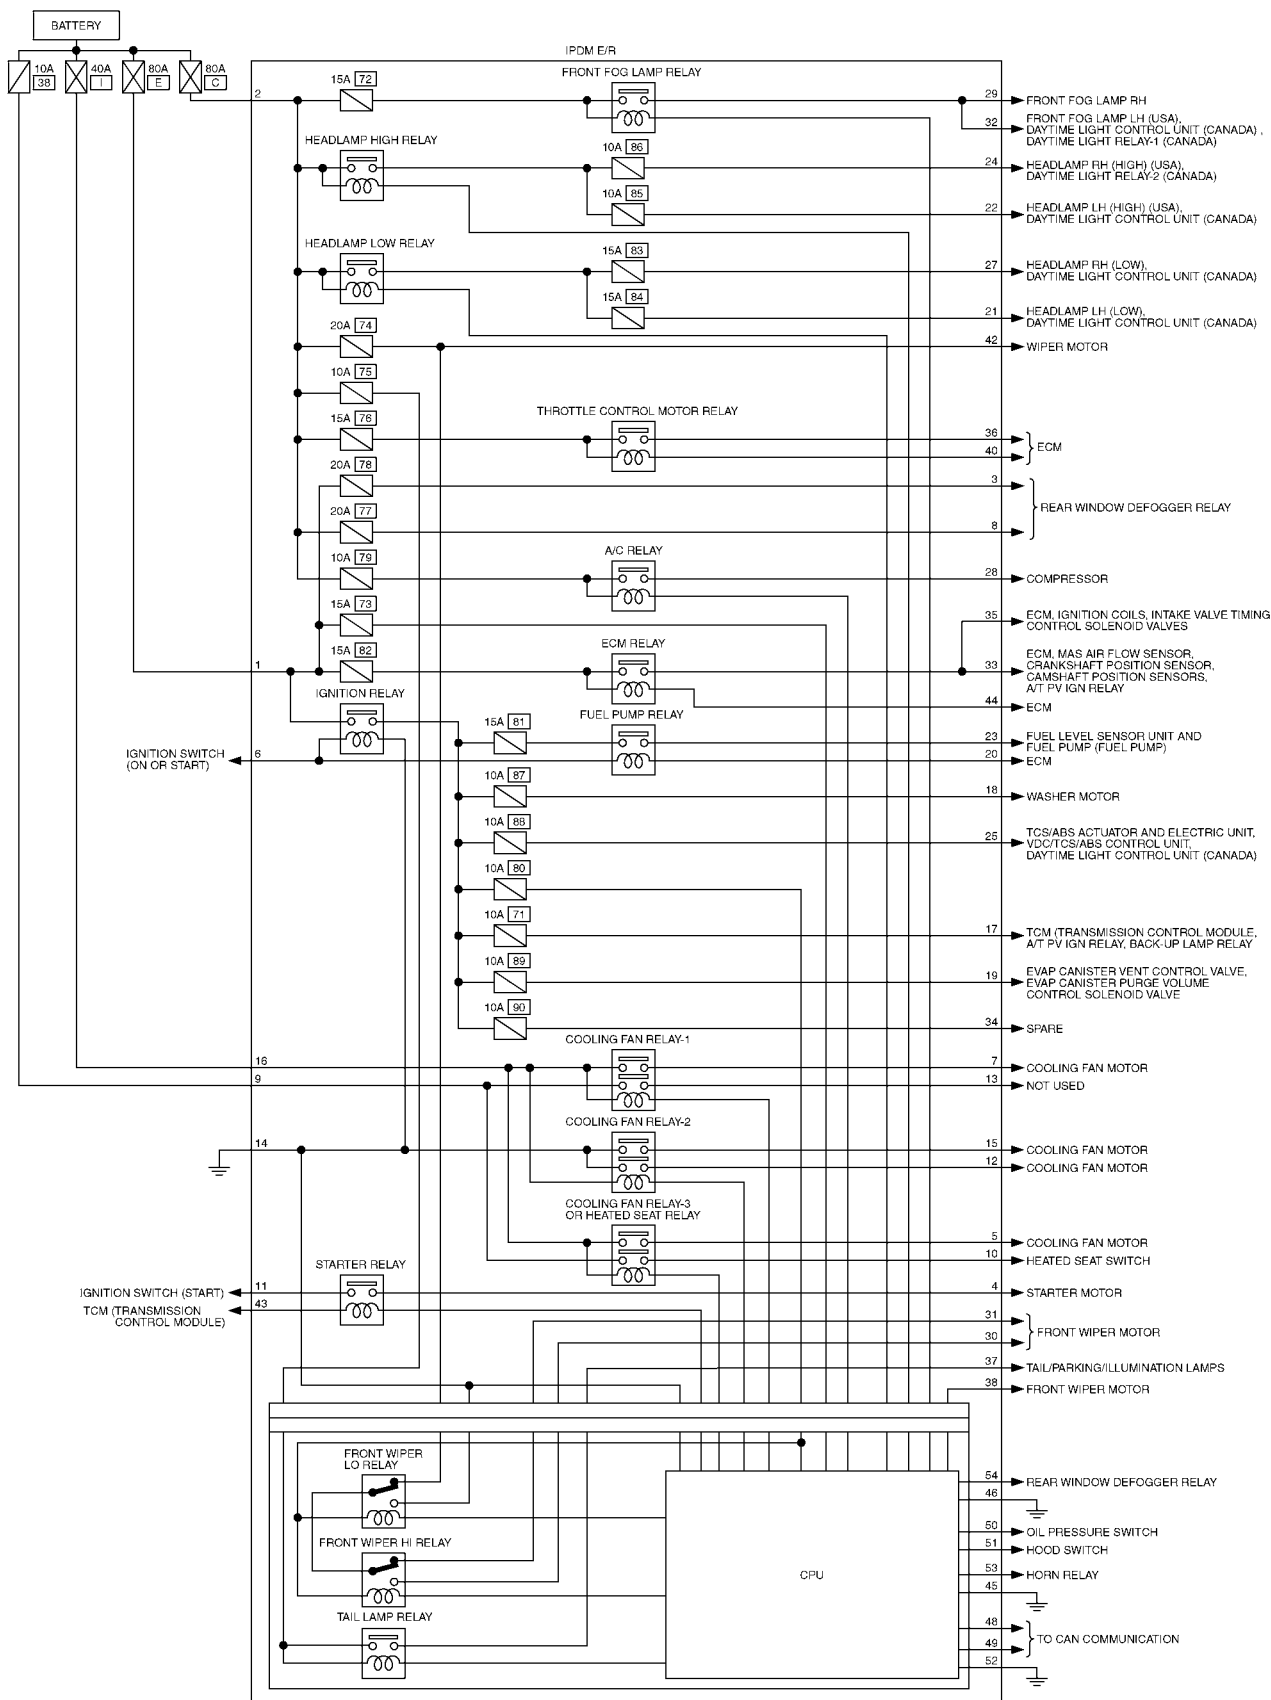 BATTERY
IPDM E/R
10A 38
40A I
80A E
80A C
2
15A 72
FRONT FOG LAMP RELAY
29 FRONT FOG LAMP RH
32 FRONT FOG LAMP LH (USA),
DAYTIME LIGHT CONTROL UNIT (CANADA) ,
DAYTIME LIGHT RELAY-1 (CANADA)
HEADLAMP HIGH RELAY
10A 86
24 HEADLAMP RH (HIGH) (USA),
DAYTIME LIGHT RELAY-2 (CANADA)
10A 85
22 HEADLAMP LH (HIGH) (USA),
DAYTIME LIGHT CONTROL UNIT (CANADA)
HEADLAMP LOW RELAY
15A 83
27 HEADLAMP RH (LOW),
DAYTIME LIGHT CONTROL UNIT (CANADA)
15A 84
21 HEADLAMP LH (LOW),
DAYTIME LIGHT CONTROL UNIT (CANADA)
20A 74
42 WIPER MOTOR
10A 75
15A 76
THROTTLE CONTROL MOTOR RELAY
36
40
ECM
20A 78
3
20A 77
8
REAR WINDOW DEFOGGER RELAY
10A 79
A/C RELAY
28 COMPRESSOR
15A 73
35 ECM, IGNITION COILS, INTAKE VALVE TIMING
CONTROL SOLENOID VALVES
1
15A 82
ECM RELAY
33 ECM, MAS AIR FLOW SENSOR,
CRANKSHAFT POSITION SENSOR,
CAMSHAFT POSITION SENSORS,
A/T PV IGN RELAY
44 ECM
IGNITION RELAY
15A 81
FUEL PUMP RELAY
23 FUEL LEVEL SENSOR UNIT AND
FUEL PUMP (FUEL PUMP)
IGNITION SWITCH
(ON OR START)
6
20 ECM
10A 87
18 WASHER MOTOR
10A 88
25 TCS/ABS ACTUATOR AND ELECTRIC UNIT,
VDC/TCS/ABS CONTROL UNIT,
DAYTIME LIGHT CONTROL UNIT (CANADA)
10A 80
10A 71
17 TCM (TRANSMISSION CONTROL MODULE,
A/T PV IGN RELAY, BACK-UP LAMP RELAY
10A 89
19 EVAP CANISTER VENT CONTROL VALVE,
EVAP CANISTER PURGE VOLUME
CONTROL SOLENOID VALVE
10A 90
34 SPARE
COOLING FAN RELAY-1
16
7 COOLING FAN MOTOR
9
13 NOT USED
COOLING FAN RELAY-2
14
15 COOLING FAN MOTOR
12 COOLING FAN MOTOR
COOLING FAN RELAY-3
OR HEATED SEAT RELAY
5 COOLING FAN MOTOR
10 HEATED SEAT SWITCH
STARTER RELAY
IGNITION SWITCH (START) 11
4 STARTER MOTOR
TCM (TRANSMISSION
CONTROL MODULE)
43
31
30
FRONT WIPER MOTOR
37 TAIL/PARKING/ILLUMINATION LAMPS
38 FRONT WIPER MOTOR
FRONT WIPER
LO RELAY
54 REAR WINDOW DEFOGGER RELAY
46
50 OIL PRESSURE SWITCH
FRONT WIPER HI RELAY
51 HOOD SWITCH
CPU
53 HORN RELAY
45
TAIL LAMP RELAY
48
49
TO CAN COMMUNICATION
52